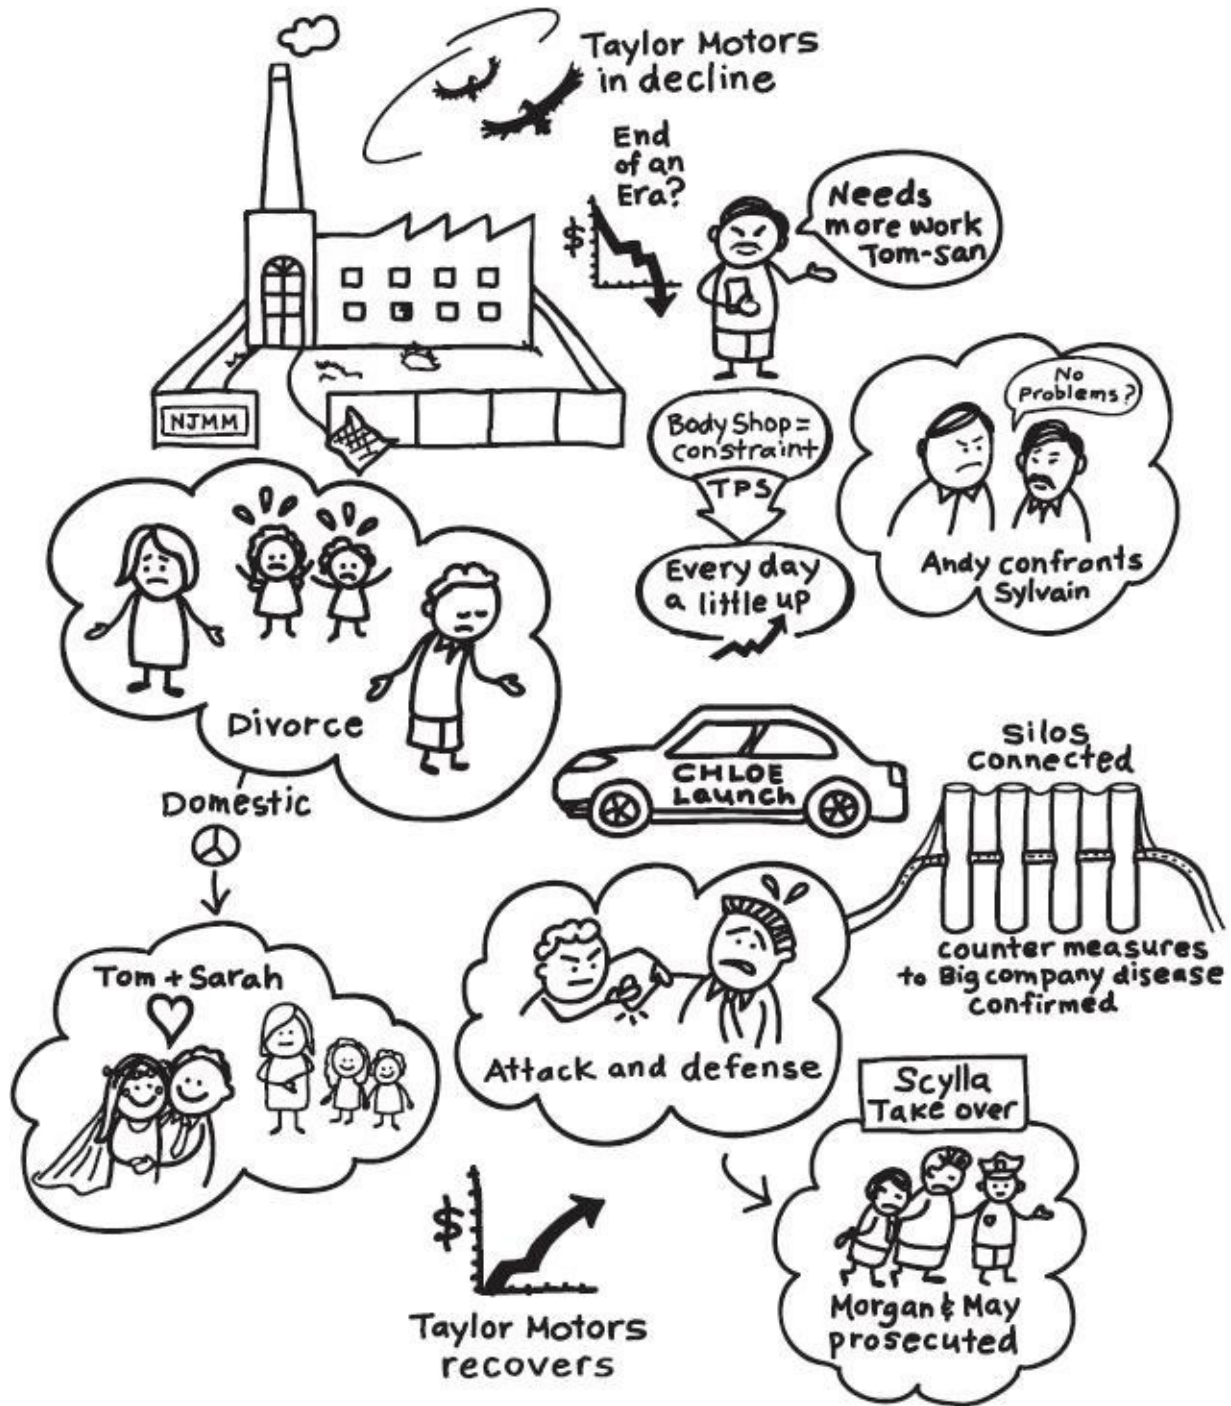 Taylor Motors
in decline
End
of an
Era?
$
Needs
more work
Tom-san
NJMM
Body Shop =
constraint
TPS
Every day
a little up
No
Problems?
Andy confronts
Sylvain
Divorce
Domestic
CHLOE
Launch
Silos
connected
counter measures
to Big company disease
confirmed
Tom + Sarah
Attack and defense
Scylla
Take over
Morgan & May
prosecuted
$
Taylor Motors
recovers